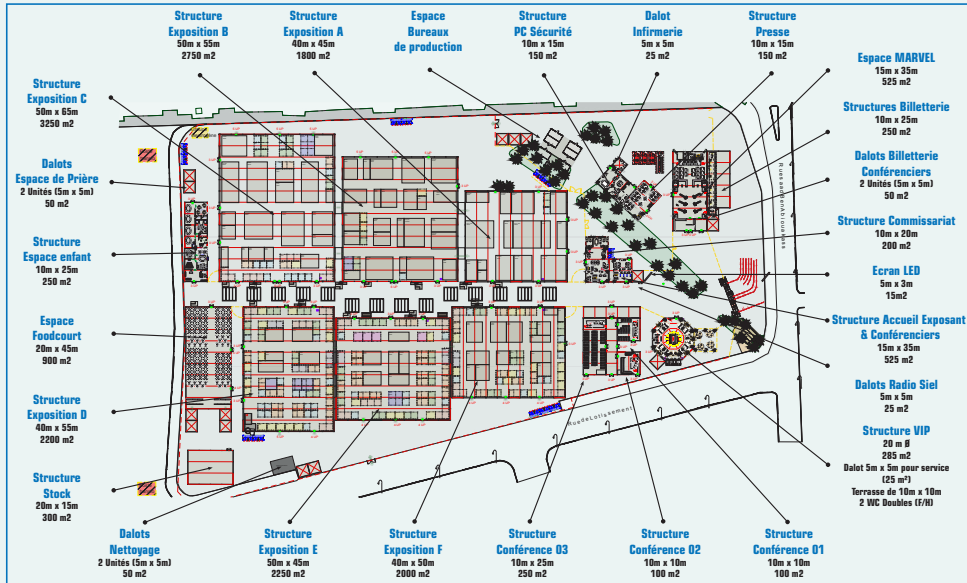 Structure
Exposition B
50m x 55m
2750 m2
Structure
Exposition A
40m x 45m
1800 m2
Espace
Bureaux
de production
Structure
PC Sécurité
10m x 15m
150 m2
Dalot
Infirmerie
5m x 5m
25 m2
Structure
Presse
10m x 15m
150 m2
Espace MARVEL
15m x 35m
525 m2
Structures Billetterie
10m x 25m
250 m2
Dalots Billetterie
Conférenciers
2 Unités (5m x 5m)
50 m2
Structure Commissariat
10m x 20m
200 m2
Ecran LED
5m x 3m
15m2
Structure Accueil Exposant
& Conférenciers
15m x 35m
525 m2
Dalots Radio Siel
5m x 5m
25 m2
Structure VIP
20 m Ø
285 m2
Dalot 5m x 5m pour service
(25 m²)
Terrasse de 10m x 10m
2 WC Doubles (F/H)
Structure
Exposition C
50m x 65m
3250 m2
Dalots
Espace de Prière
2 Unités (5m x 5m)
50 m2
Structure
Espace enfant
10m x 25m
250 m2
Espace
Foodcourt
20m x 45m
900 m2
Structure
Exposition D
40m x 55m
2200 m2
Structure
Stock
20m x 15m
300 m2
Dalots
Nettoyage
2 Unités (5m x 5m)
50 m2
Structure
Exposition E
50m x 45m
2250 m2
Structure
Exposition F
40m x 50m
2000 m2
Structure
Conférence 03
10m x 25m
250 m2
Structure
Conférence 02
10m x 10m
100 m2
Structure
Conférence 01
10m x 10m
100 m2
RuedeLotissement